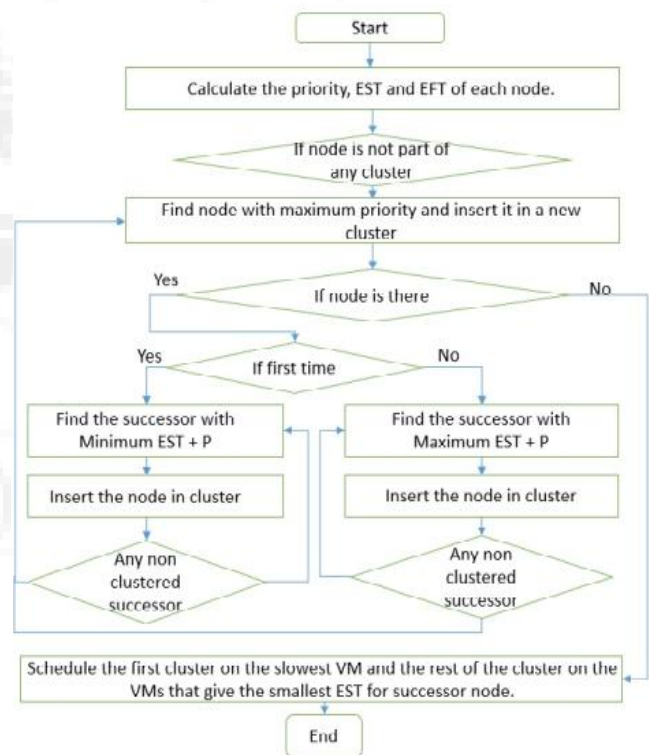 Start
Calculate the priority, EST and EFT of each node.
If node is not part of
any cluster
Find node with maximum priority and insert it in a new
cluster
Yes
If node is there
No
Yes
If first time
No
Find the successor with
Minimum EST + P
Find the successor with
Maximum EST + P
Insert the node in cluster
Insert the node in cluster
Any non
clustered
successor
Any non
clustered
successor
Schedule the first cluster on the slowest VM and the rest of the cluster on the
VMs that give the smallest EST for successor node.
End